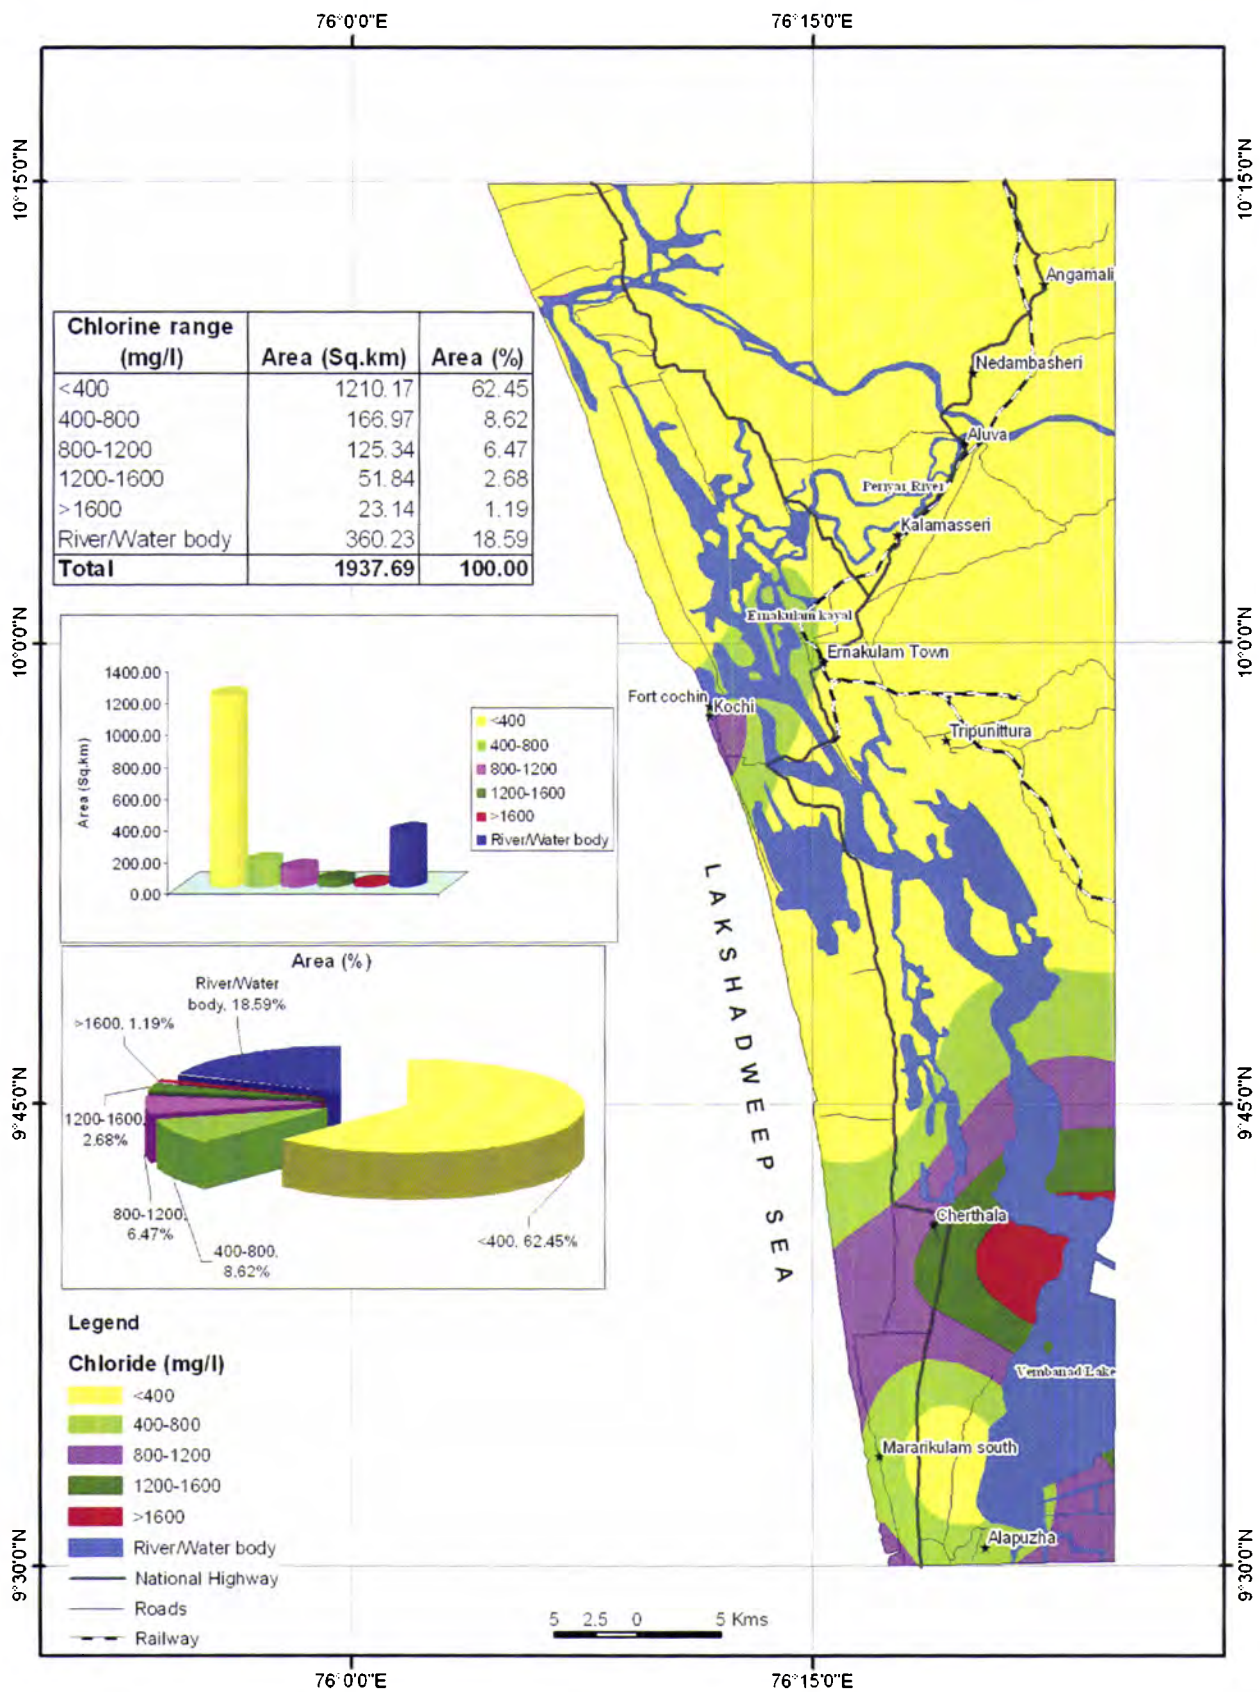 76°0'0"E 76°15'0"E
10°15'0"N 10°15'0"N
Angamali
Chlorine range (mg/l) Area (Sq.km) Area (%)
<400 1210.17 62.45
400-800 166.97 8.62
800-1200 125.34 6.47
1200-1600 51.84 2.68
>1600 23.14 1.19
River/Water body 360.23 18.59
Total 1937.69 100.00
Nedambasheri
Aluva
Periyar River
Kalamasseri
Ernakulam kayal
10°0'0"N 10°0'0"N
Ernakulam Town
Fort cochin
Kochi
Tripunittura
1400.00
1200.00
1000.00
800.00
600.00
400.00
200.00
0.00
Area (Sq.km)
<400
400-800
800-1200
1200-1600
>1600
River/Water body
LAKSHADWEEP SEA
Area (%)
River/Water
body, 18.59%
>1600, 1.19%
1200-1600,
2.68%
800-1200,
6.47%
400-800,
8.62%
<400, 62.45%
9°45'0"N 9°45'0"N
Cherthala
Vembanad Lake
Mararikulam south
Alapuzha
Legend
Chloride (mg/l)
<400
400-800
800-1200
1200-1600
>1600
River/Water body
National Highway
Roads
Railway
9°30'0"N 9°30'0"N
5 2.5 0 5 Kms
76°0'0"E 76°15'0"E